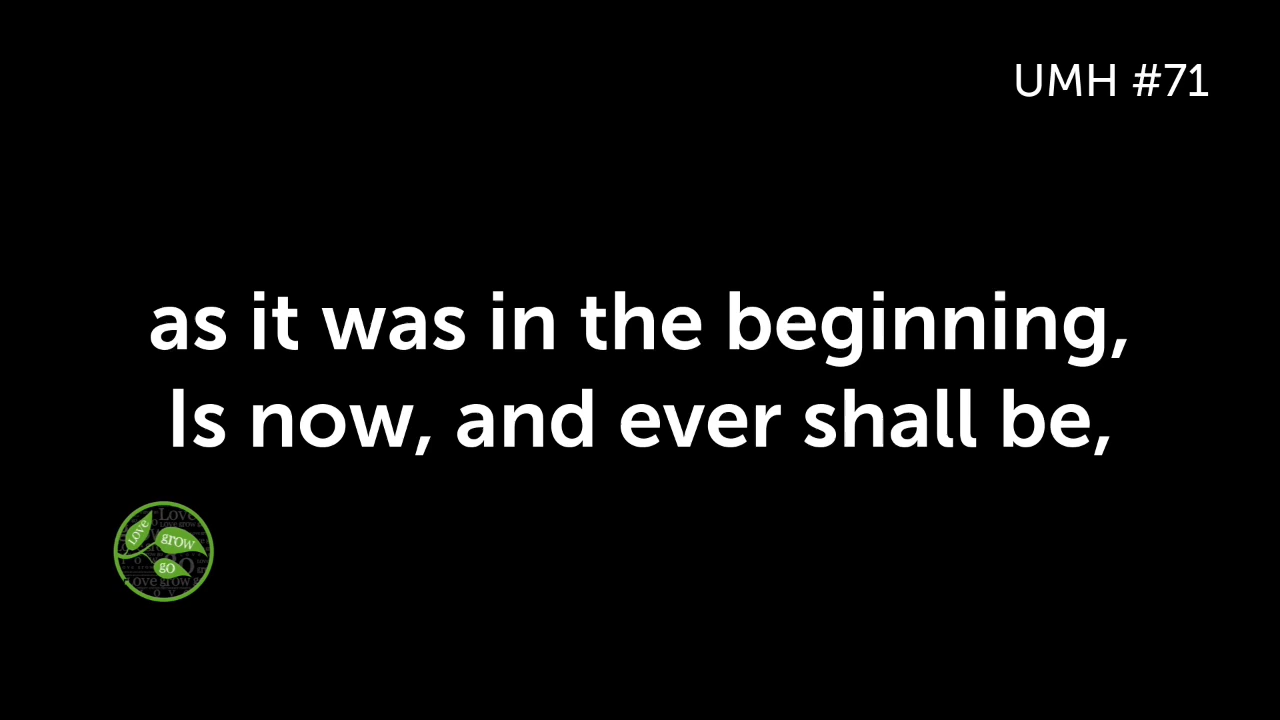 UMH #71
as it was in the beginning,
Is now, and ever shall be,
Love
grow
go